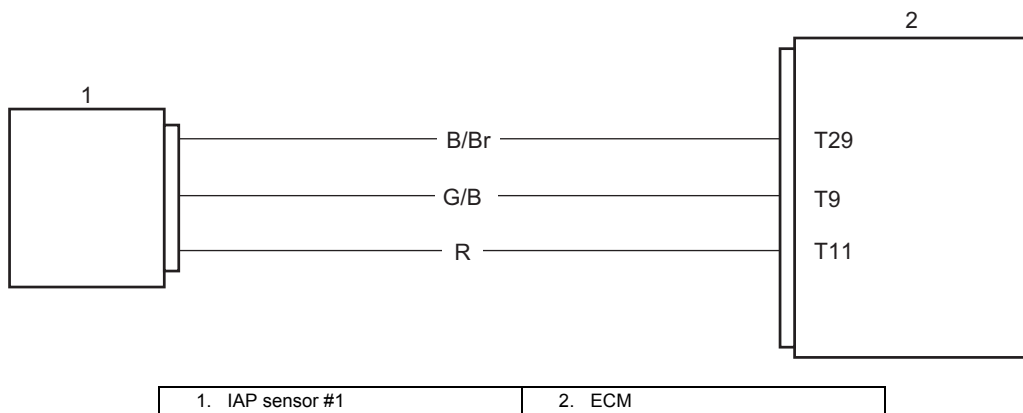 2
1
B/Br T29
G/B T9
R T11
1. IAP sensor #1 2. ECM